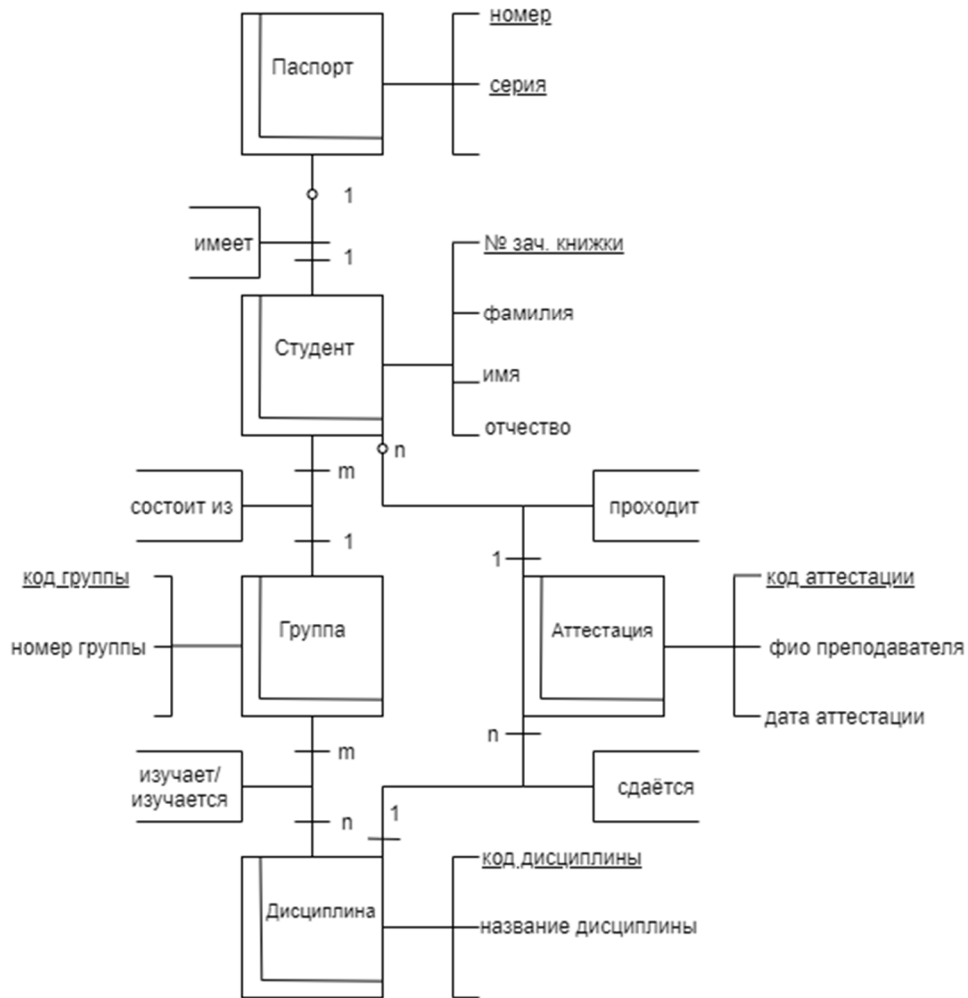 номер
Паспорт
серия
1
имеет
1
№ зач. книжки
фамилия
Студент
имя
отчество
n
m
состоит из
проходит
1
1
код группы
код аттестации
Группа
Аттестация
номер группы
фио преподавателя
дата аттестации
n
m
изучает/
изучается
сдаётся
1
n
код дисциплины
Дисциплина
название дисциплины